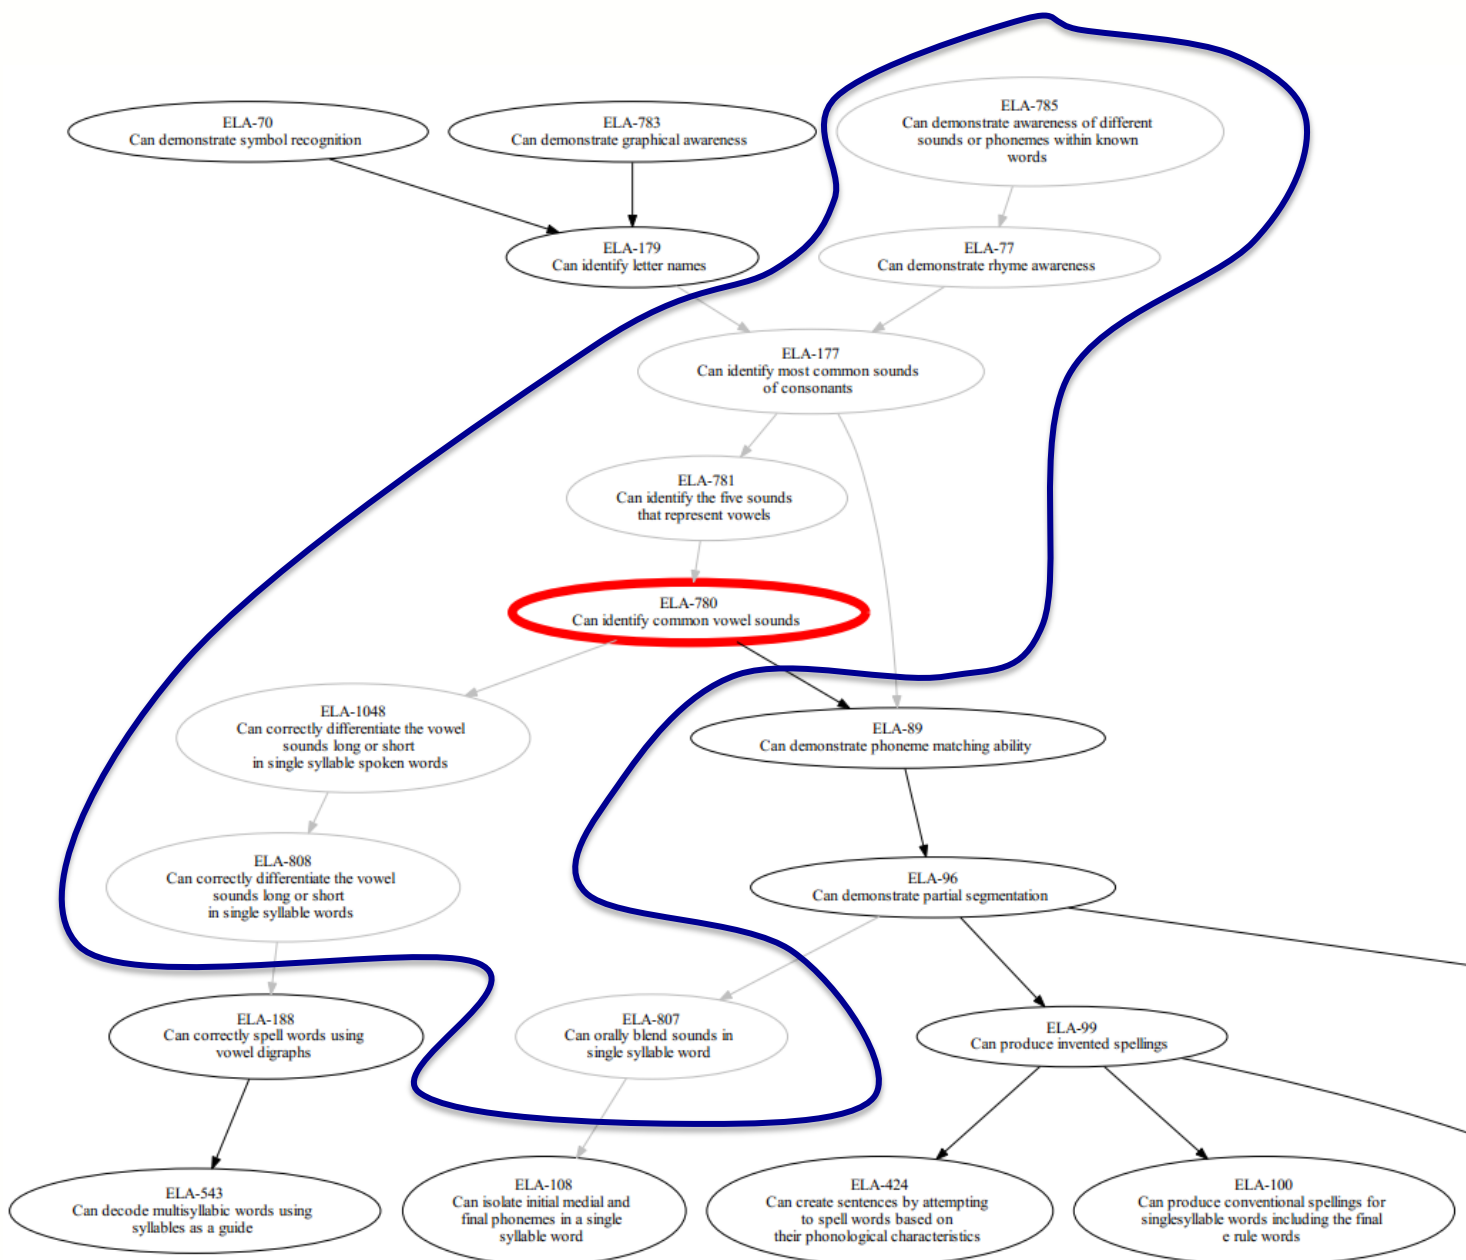 ELA-70
Can demonstrate symbol recognition
ELA-783
Can demonstrate graphical awareness
ELA-785
Can demonstrate awareness of different
sounds or phonemes within known
words
ELA-179
Can identify letter names
ELA-77
Can demonstrate rhyme awareness
ELA-177
Can identify most common sounds
of consonants
ELA-781
Can identify the five sounds
that represent vowels
ELA-780
Can identify common vowel sounds
ELA-1048
Can correctly differentiate the vowel
sounds long or short
in single syllable spoken words
ELA-89
Can demonstrate phoneme matching ability
ELA-808
Can correctly differentiate the vowel
sounds long or short
in single syllable words
ELA-96
Can demonstrate partial segmentation
ELA-188
Can correctly spell words using
vowel digraphs
ELA-807
Can orally blend sounds in
single syllable word
ELA-99
Can produce invented spellings
ELA-543
Can decode multisyllabic words using
syllables as a guide
ELA-108
Can isolate initial medial and
final phonemes in a single
syllable word
ELA-424
Can create sentences by attempting
to spell words based on
their phonological characteristics
ELA-100
Can produce conventional spellings for
singlesyllable words including the final
e rule words